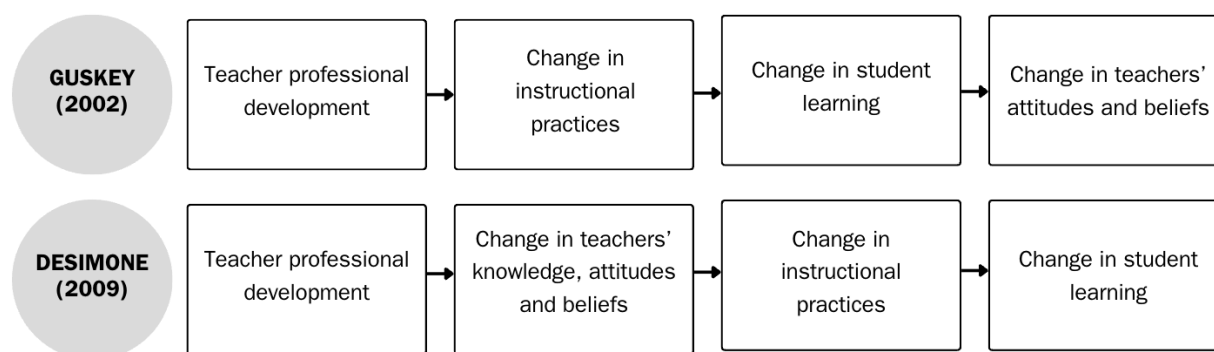 GUSKEY
(2002)
Teacher professional
development
Change in
instructional
practices
Change in student
learning
Change in teachers’
attitudes and beliefs
DESIMONE
(2009)
Teacher professional
development
Change in teachers’
knowledge, attitudes
and beliefs
Change in
instructional
practices
Change in student
learning